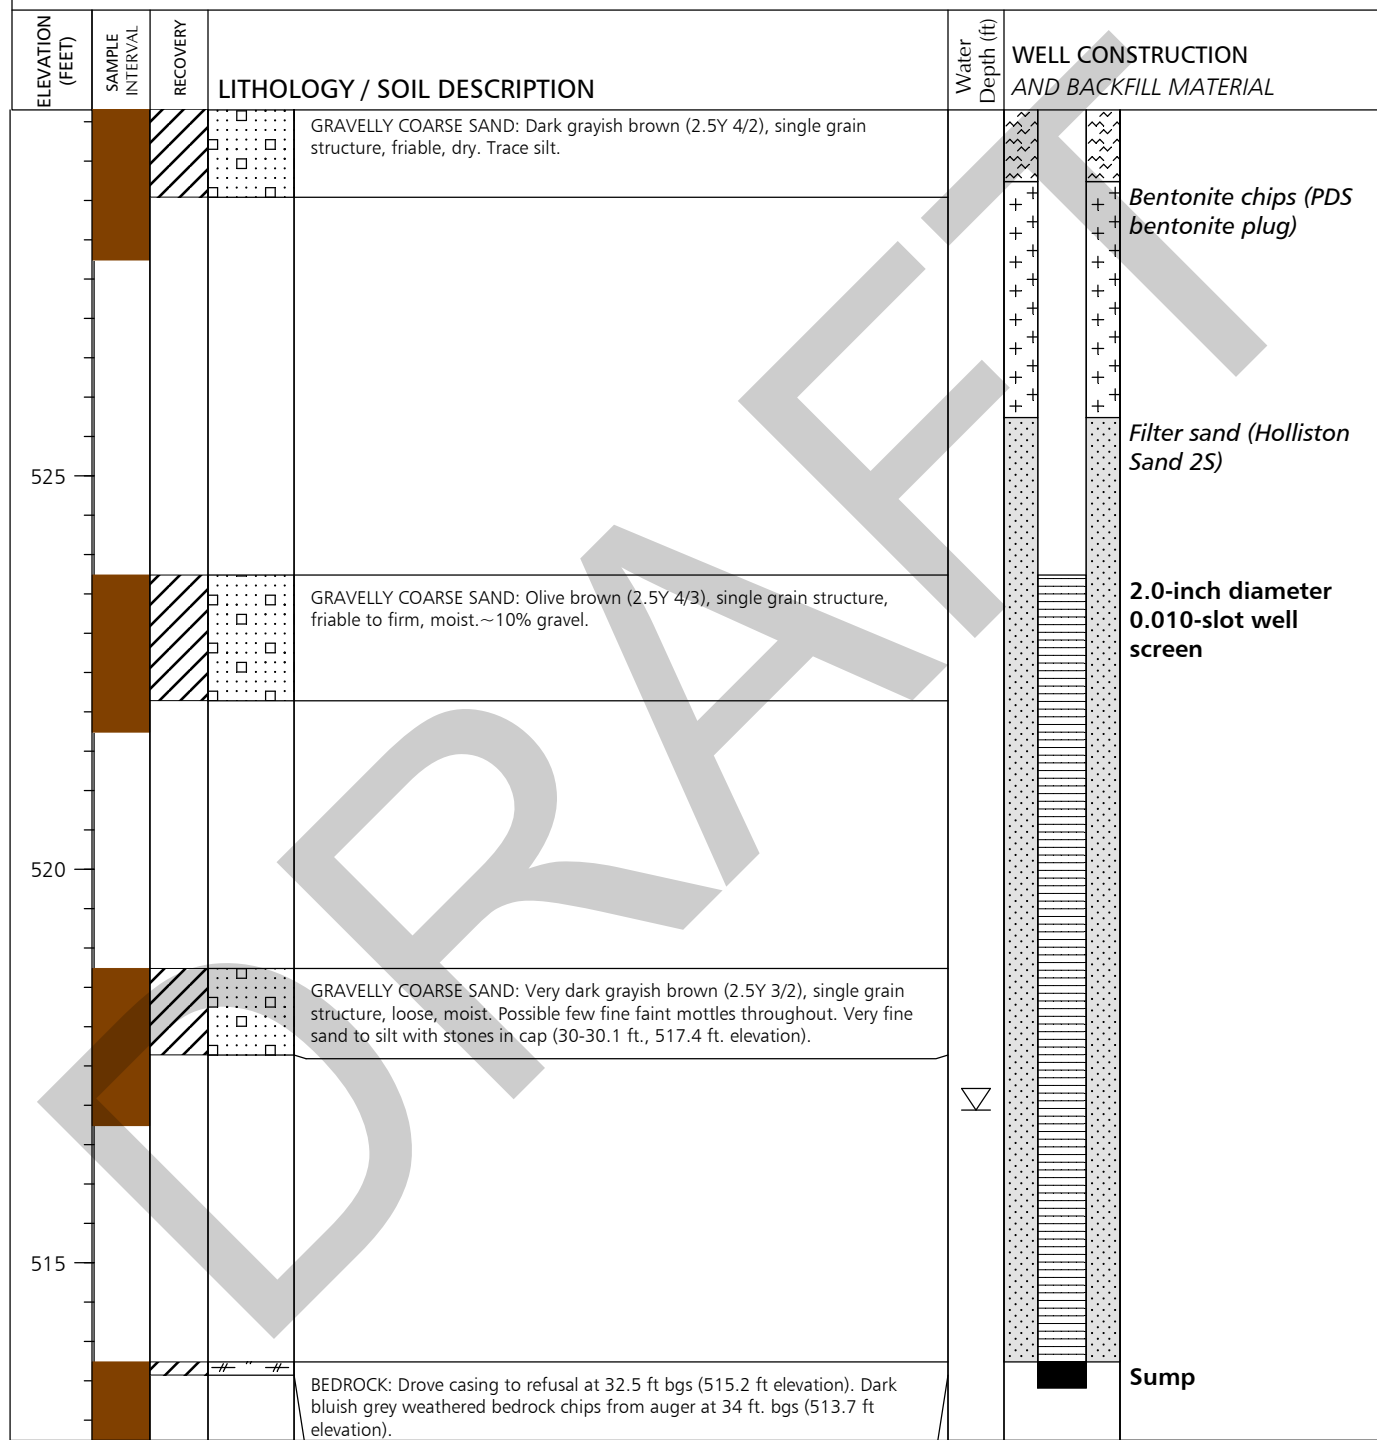 ELEVATION
(FEET)
SAMPLE
INTERVAL
RECOVERY
LITHOLOGY / SOIL DESCRIPTION
Water
Depth (ft)
WELL CONSTRUCTION
AND BACKFILL MATERIAL
GRAVELLY COARSE SAND: Dark grayish brown (2.5Y 4/2), single grain
structure, friable, dry. Trace silt.
Bentonite chips (PDS
bentonite plug)
Filter sand (Holliston
Sand 2S)
525
GRAVELLY COARSE SAND: Olive brown (2.5Y 4/3), single grain structure,
friable to firm, moist.~10% gravel.
2.0-inch diameter
0.010-slot well
screen
520
GRAVELLY COARSE SAND: Very dark grayish brown (2.5Y 3/2), single grain
structure, loose, moist. Possible few fine faint mottles throughout. Very fine
sand to silt with stones in cap (30-30.1 ft., 517.4 ft. elevation).
515
BEDROCK: Drove casing to refusal at 32.5 ft bgs (515.2 ft elevation). Dark
bluish grey weathered bedrock chips from auger at 34 ft. bgs (513.7 ft
elevation).
Sump
DRAFT